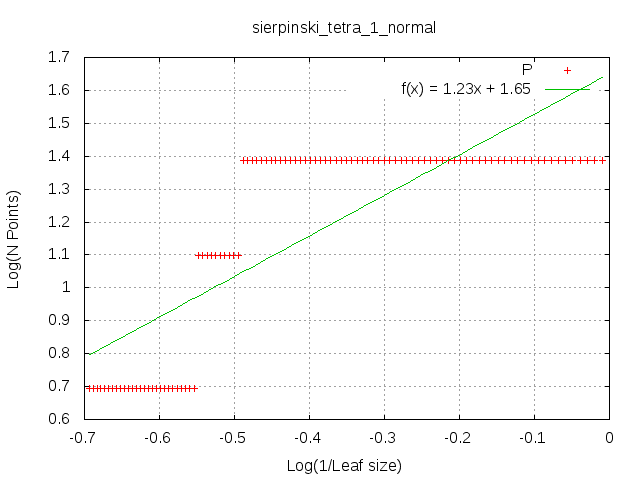 sierpinski_tetra_1_normal
P
f(x) = 1.23x + 1.65
1.7
1.6
1.5
1.4
1.3
1.2
1.1
1
0.9
0.8
0.7
0.6
Log(N Points)
-0.7 -0.6 -0.5 -0.4 -0.3 -0.2 -0.1 0
Log(1/Leaf size)